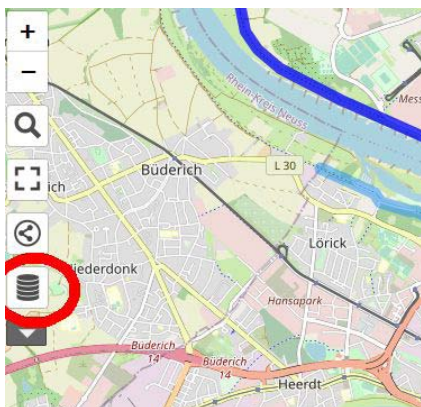 +
−
Rhein-Kreis Neuss
Mess
Büderich
L 30
ich
Lörick
iederdonk
Hansapark
Büderich
14
Büderich
14
Heerdt